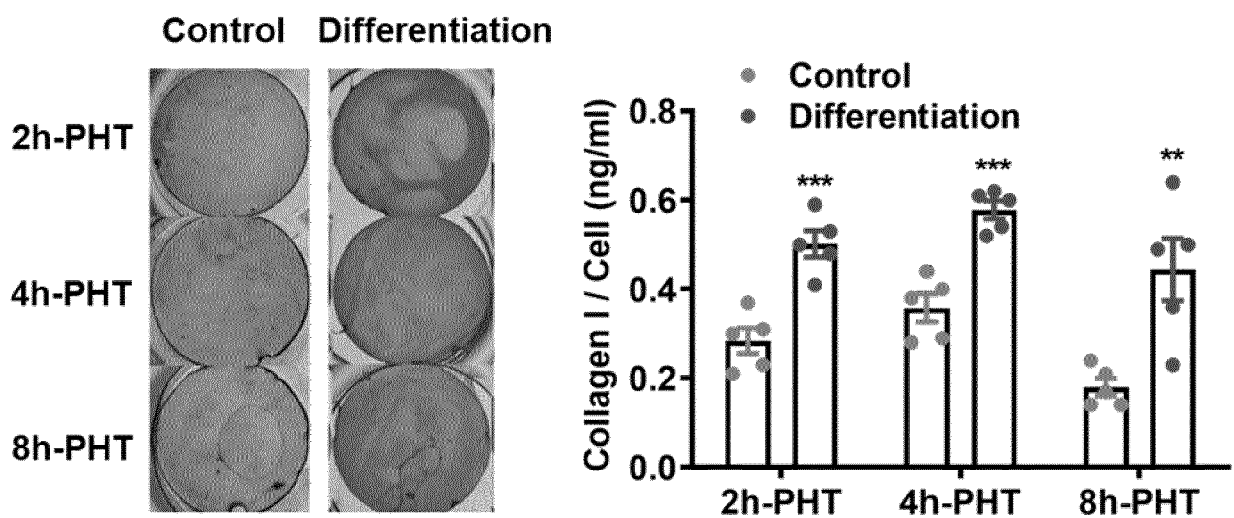 Control Differentiation
2h-PHT
4h-PHT
8h-PHT
Control
Differentiation
Collagen I / Cell (ng/ml)
0.8
0.6
0.4
0.2
0.0
***
***
**
2h-PHT 4h-PHT 8h-PHT